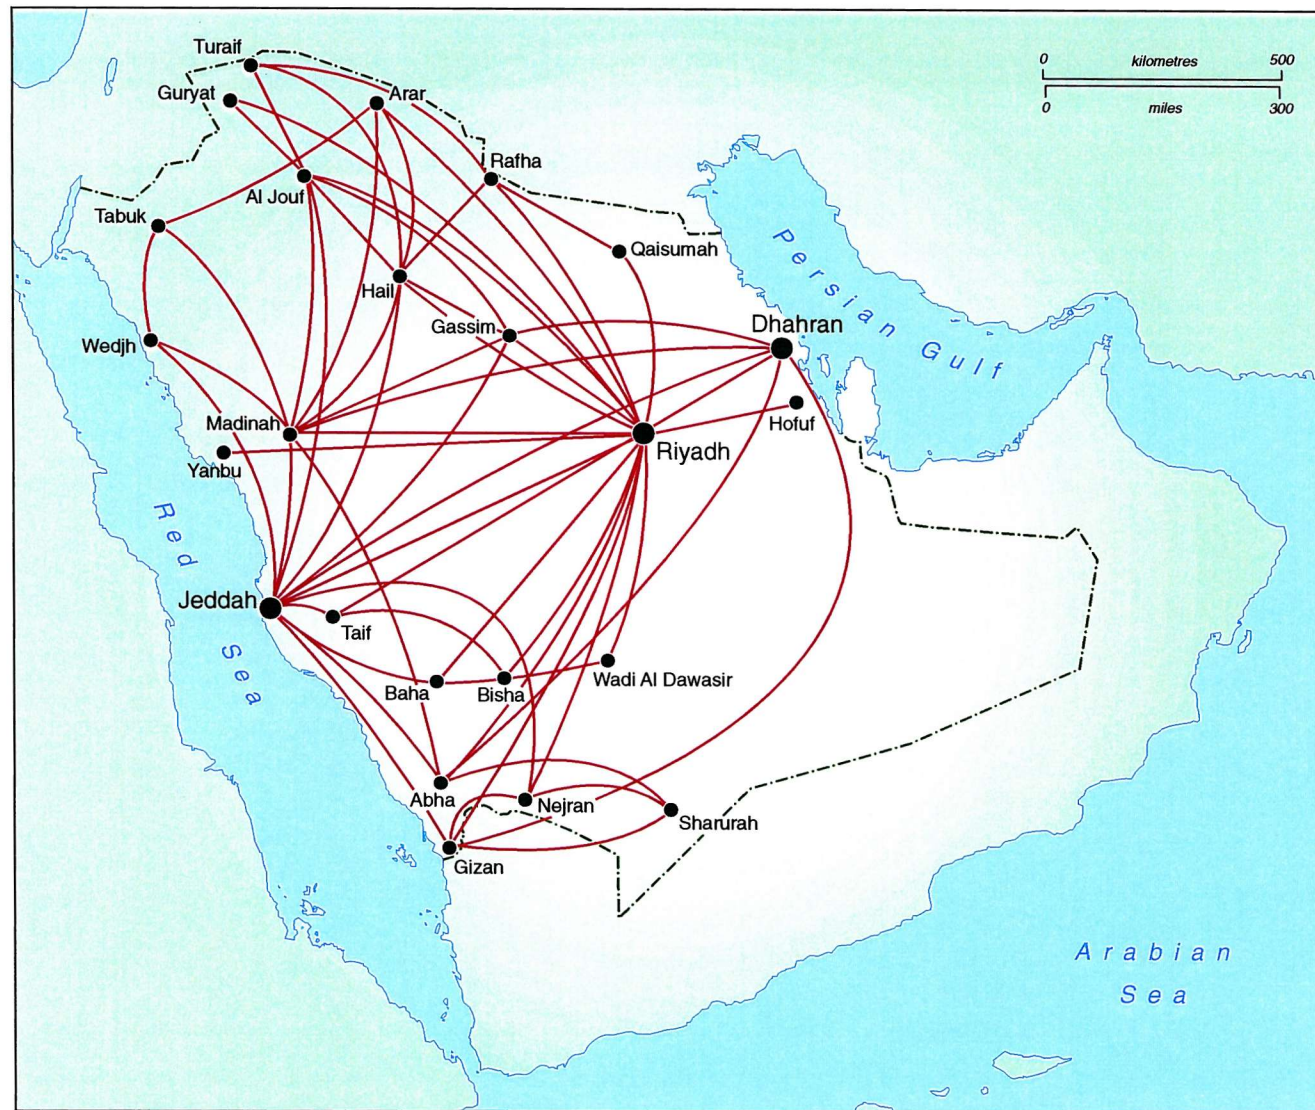 Turaif
0 kilometres 500
0 miles 300
Guryat
Arar
Rafha
Al Jouf
Tabuk
Qaisumah
Hail
Persian Gulf
Gassim
Dhahran
Wedjh
Madinah
Hofuf
Yanbu
Riyadh
Red Sea
Jeddah
Taif
Baha
Bisha
Wadi Al Dawasir
Abha
Nejran
Sharurah
Gizan
Arabian
Sea